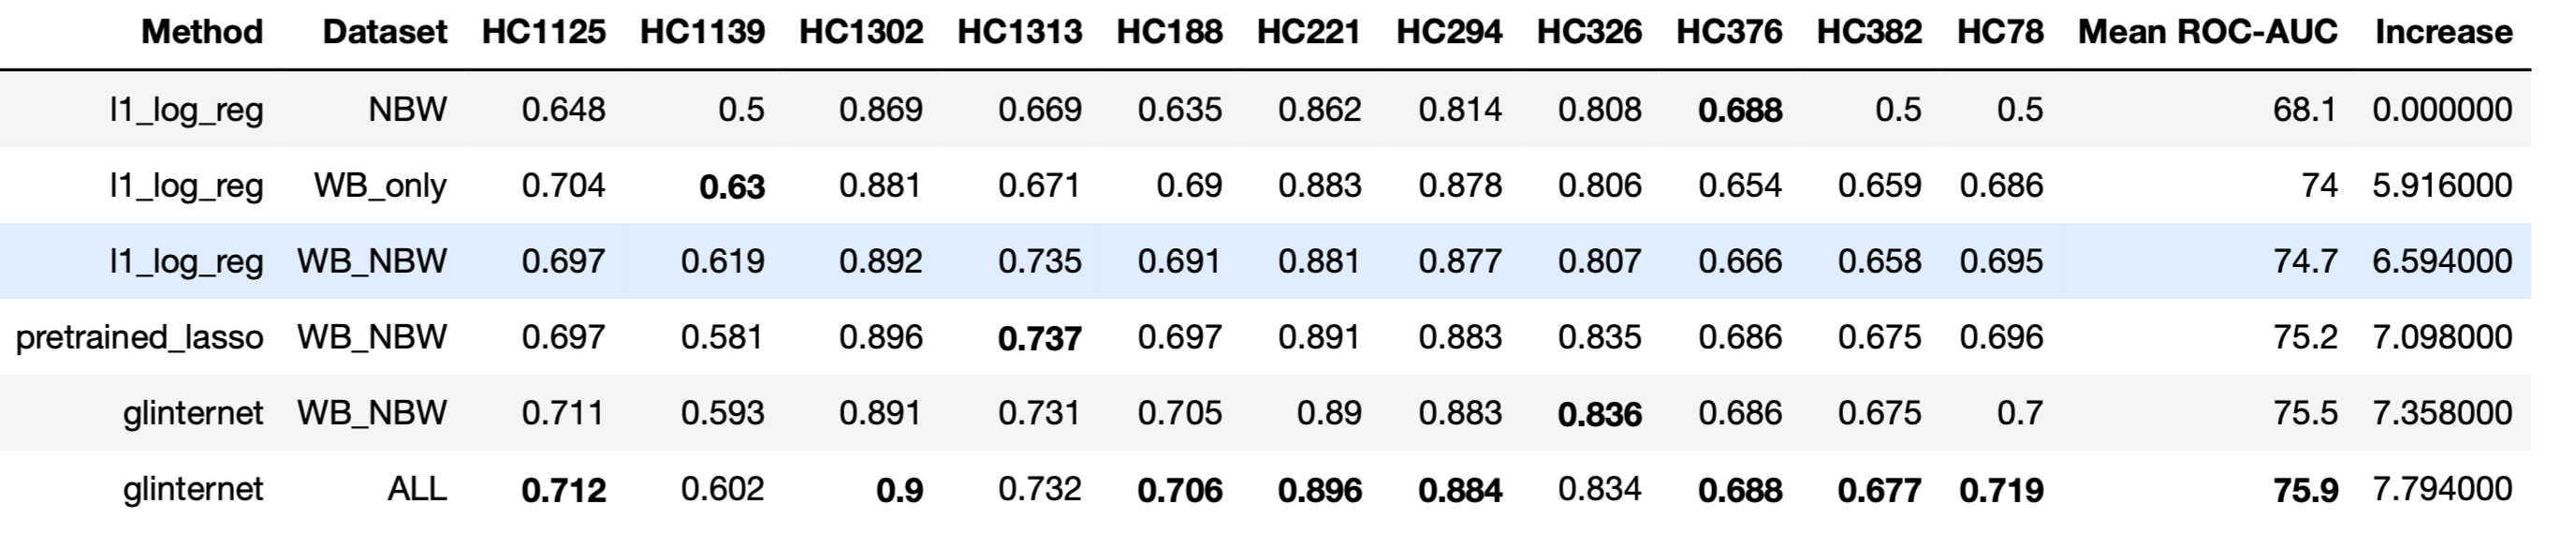 Method Dataset HC1125 HC1139 HC1302 HC1313 HC188 HC221 HC294 HC326 HC376 HC382 HC78 Mean ROC-AUC Increase
l1_log_reg NBW 0.648 0.5 0.869 0.669 0.635 0.862 0.814 0.808 0.688 0.5 0.5 68.1 0.000000
l1_log_reg WB_only 0.704 0.63 0.881 0.671 0.69 0.883 0.878 0.806 0.654 0.659 0.686 74 5.916000
l1_log_reg WB_NBW 0.697 0.619 0.892 0.735 0.691 0.881 0.877 0.807 0.666 0.658 0.695 74.7 6.594000
pretrained_lasso WB_NBW 0.697 0.581 0.896 0.737 0.697 0.891 0.883 0.835 0.686 0.675 0.696 75.2 7.098000
glinternet WB_NBW 0.711 0.593 0.891 0.731 0.705 0.89 0.883 0.836 0.686 0.675 0.7 75.5 7.358000
glinternet ALL 0.712 0.602 0.9 0.732 0.706 0.896 0.884 0.834 0.688 0.677 0.719 75.9 7.794000